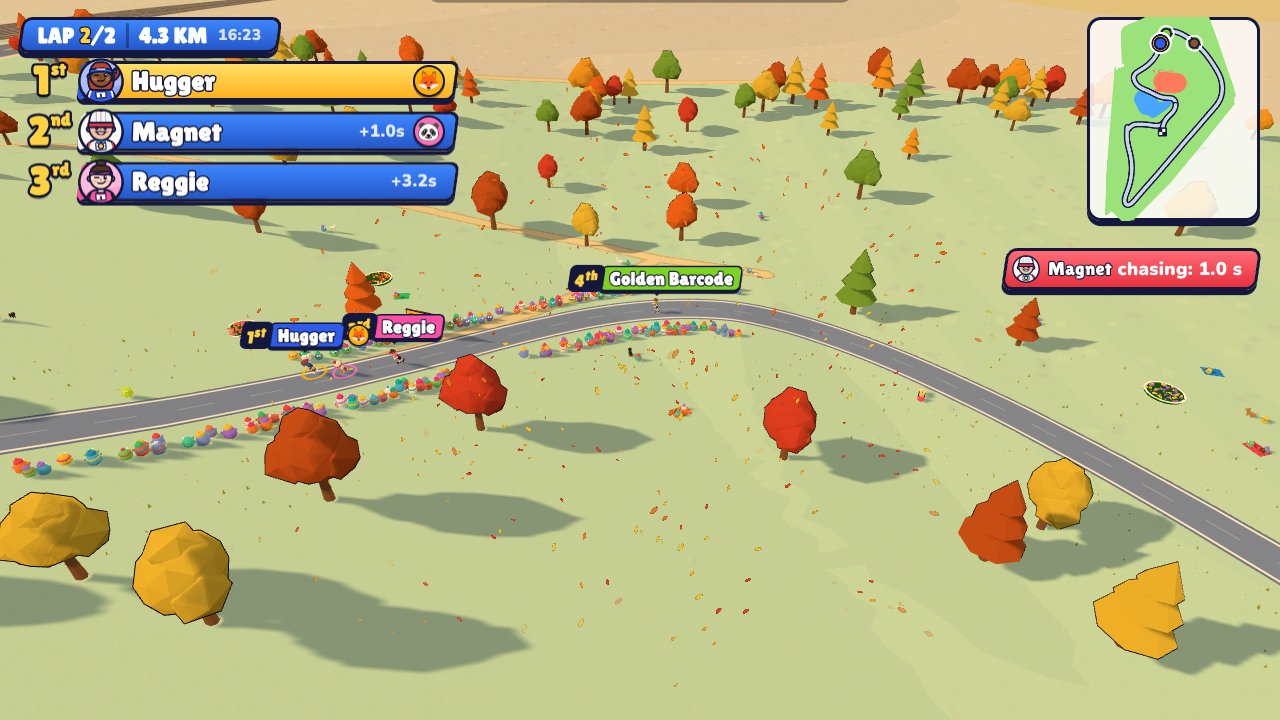 LAP 2/2 4.3 KM 16:23
1st Hugger
2nd Magnet +1.0s
3rd Reggie +3.2s
Magnet chasing: 1.0 s
4th Golden Barcode
1st Hugger
Reggie